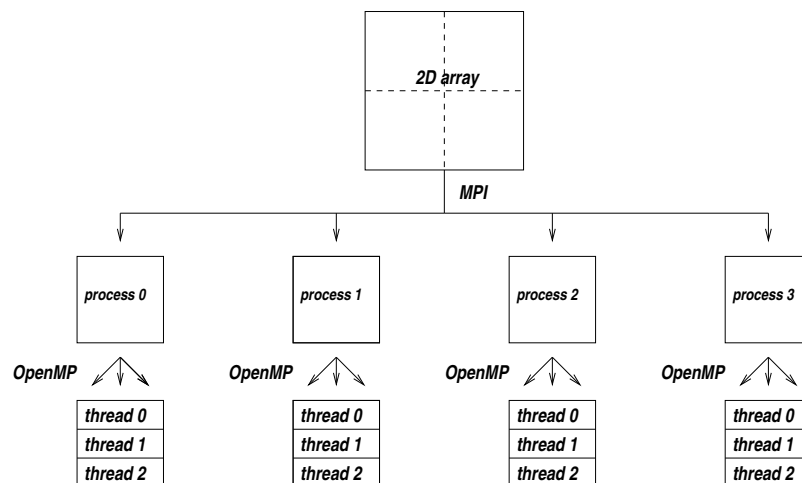 2D array
MPI
process 0
process 1
process 2
process 3
OpenMP
OpenMP
OpenMP
OpenMP
thread 0
thread 0
thread 0
thread 0
thread 1
thread 1
thread 1
thread 1
thread 2
thread 2
thread 2
thread 2